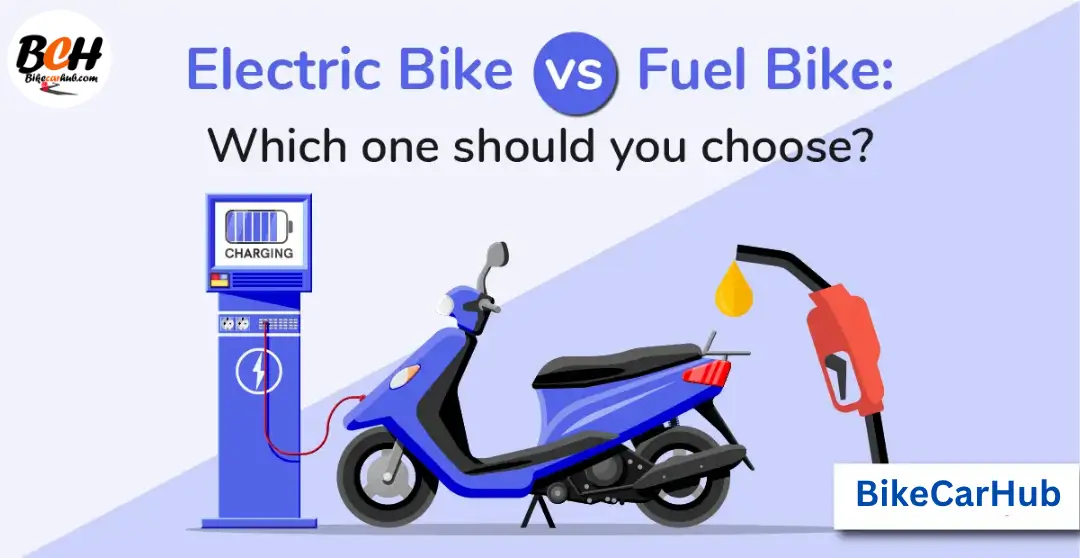 BCH
Bikecarhub.com
Electric Bike VS Fuel Bike:
Which one should you choose?
CHARGING
BikeCarHub